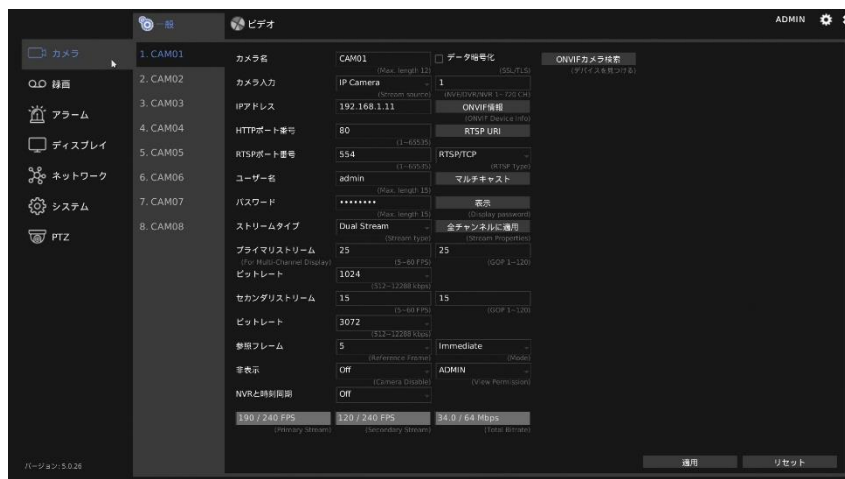 一般
ビデオ
ADMIN
カメラ
録画
アラーム
ディスプレイ
ネットワーク
システム
PTZ
1. CAM01
2. CAM02
3. CAM03
4. CAM04
5. CAM05
6. CAM06
7. CAM07
8. CAM08
カメラ名 CAM01 データ暗号化 ONVIFカメラ検索
(Max. length 12) (SSL/TLS) (デバイスを見つける)
カメラ入力 IP Camera 1
(Stream source) (NVE/DVR/NVR 1~720 CH)
IPアドレス 192.168.1.11 ONVIF情報
(ONVIF Device Info)
HTTPポート番号 80 RTSP URI
(1~65535)
RTSPポート番号 554 RTSP/TCP
(1~65535) (RTSP Type)
ユーザー名 admin マルチキャスト
(Max. length 15)
パスワード •••••••• 表示
(Max. length 15) (Display password)
ストリームタイプ Dual Stream 全チャンネルに適用
(Stream type) (Stream Properties)
プライマリストリーム 25 25
(For Multi-Channel Display) (5~60 FPS) (GOP 1~120)
ビットレート 1024
(512~12288 kbps)
セカンダリストリーム 15 15
(5~60 FPS) (GOP 1~120)
ビットレート 3072
(512~12288 kbps)
参照フレーム 5 Immediate
(Reference Frame) (Mode)
非表示 Off ADMIN
(Camera Disable) (View Permission)
NVRと時刻同期 Off
190 / 240 FPS 120 / 240 FPS 34.0 / 64 Mbps
(Primary Stream) (Secondary Stream) (Total Bitrate)
バージョン: 5.0.26 適用 リセット